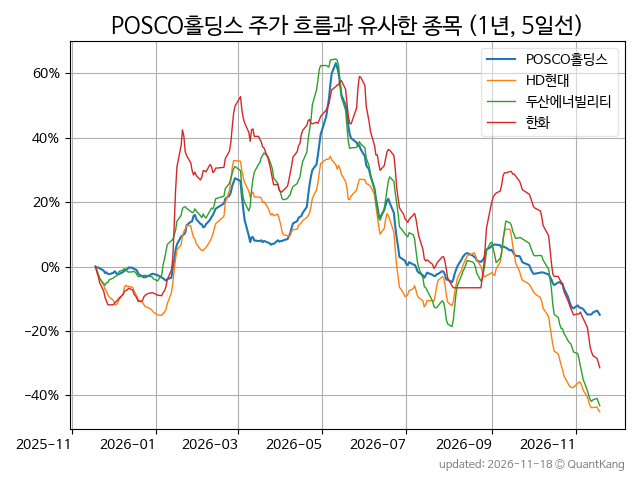 POSCO홀딩스 주가 흐름과 유사한 종목 (1년, 5일선)
POSCO홀딩스
HD현대
두산에너빌리티
한화
60%
40%
20%
0%
−20%
−40%
2025-11 2026-01 2026-03 2026-05 2026-07 2026-09 2026-11
updated: 2026-11-18 © QuantKang